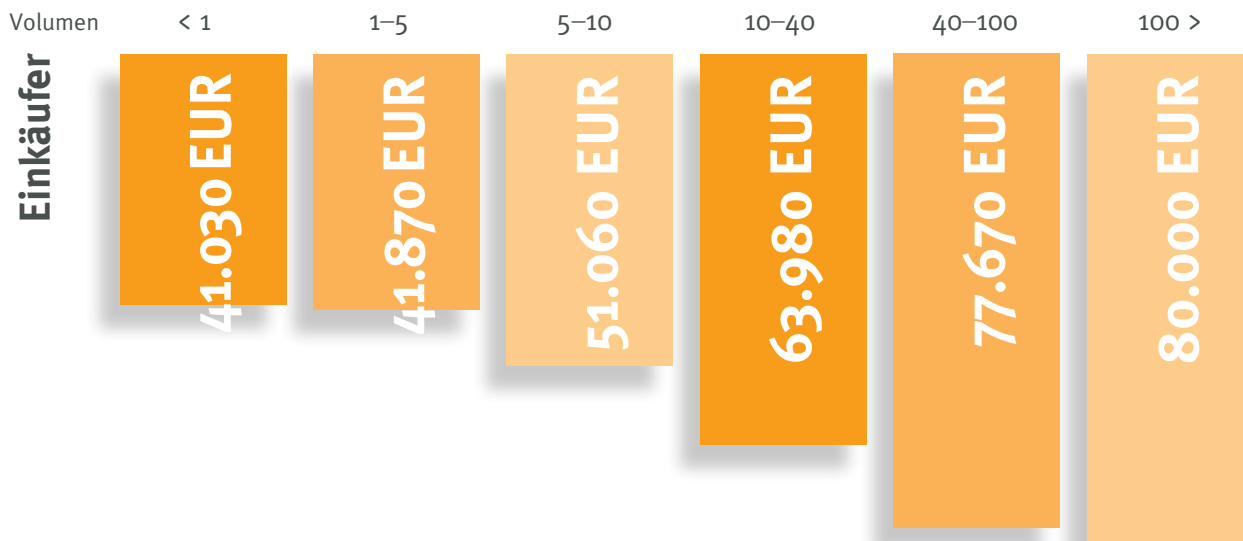 Volumen < 1 1–5 5–10 10–40 40–100 100 >
Einkäufer
41.030 EUR
41.870 EUR
51.060 EUR
63.980 EUR
77.670 EUR
80.000 EUR